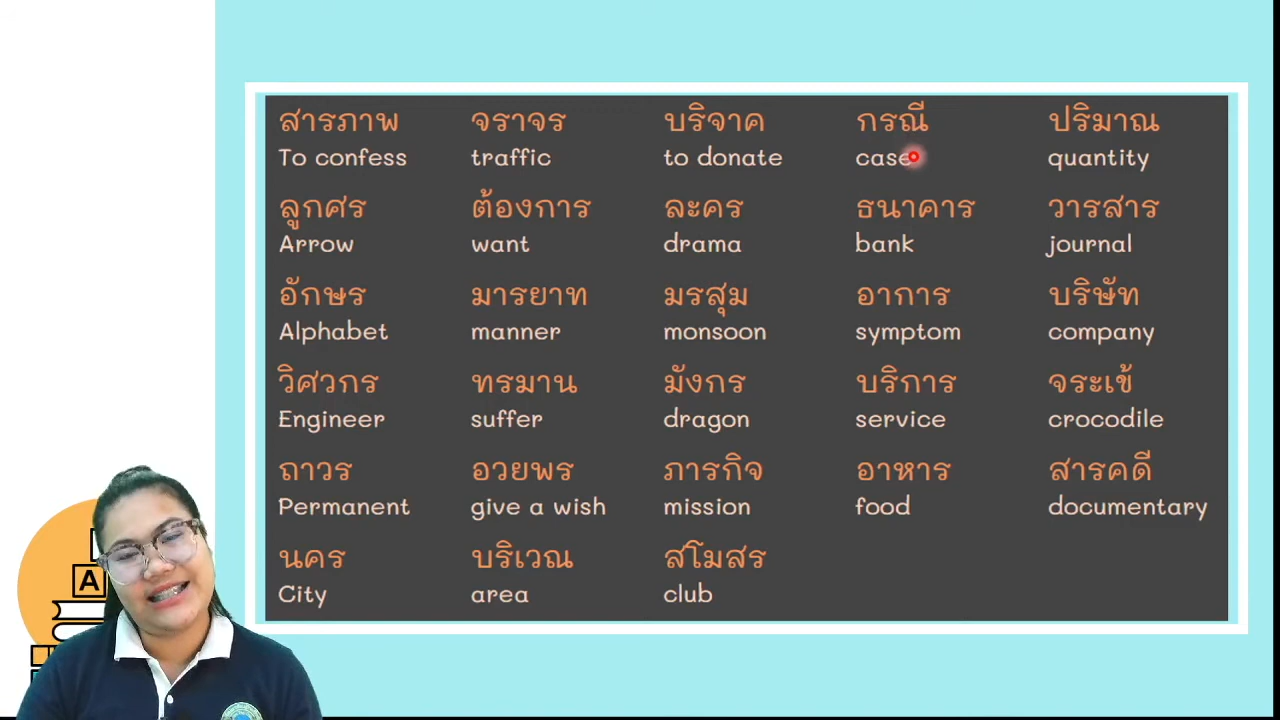 สารภาพ จราจร บริจาค กรณี ปริมาณ
To confess traffic to donate case quantity
ลูกศร ต้องการ ละคร ธนาคาร วารสาร
Arrow want drama bank journal
อักษร มารยาท มรสุม อาการ บริษัท
Alphabet manner monsoon symptom company
วิศวกร ทรมาน มังกร บริการ จระเข้
Engineer suffer dragon service crocodile
ถาวร อวยพร ภารกิจ อาหาร สารคดี
Permanent give a wish mission food documentary
นคร บริเวณ สโมสร
City area club
A